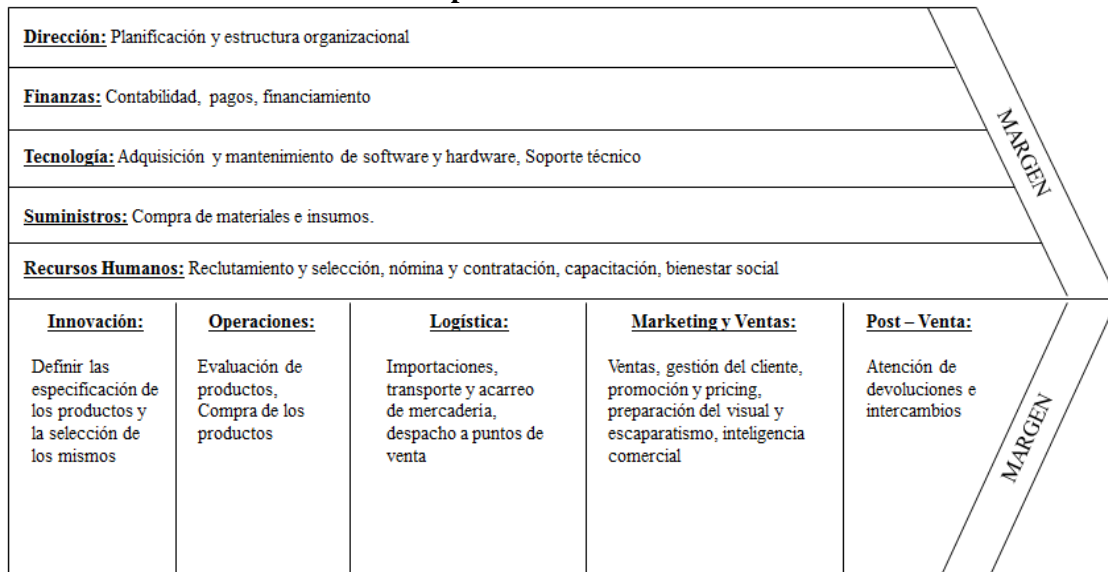 Dirección: Planificación y estructura organizacional
Finanzas: Contabilidad, pagos, financiamiento
Tecnología: Adquisición y mantenimiento de software y hardware, Soporte técnico
Suministros: Compra de materiales e insumos.
Recursos Humanos: Reclutamiento y selección, nómina y contratación, capacitación, bienestar social
MARGEN
Innovación:
Definir las
especificación de
los productos y
la selección de
los mismos
Operaciones:
Evaluación de
productos,
Compra de los
productos
Logística:
Importaciones,
transporte y acarreo
de mercadería,
despacho a puntos de
venta
Marketing y Ventas:
Ventas, gestión del cliente,
promoción y pricing,
preparación del visual y
escaparatismo, inteligencia
comercial
Post – Venta:
Atención de
devoluciones e
intercambios
MARGEN